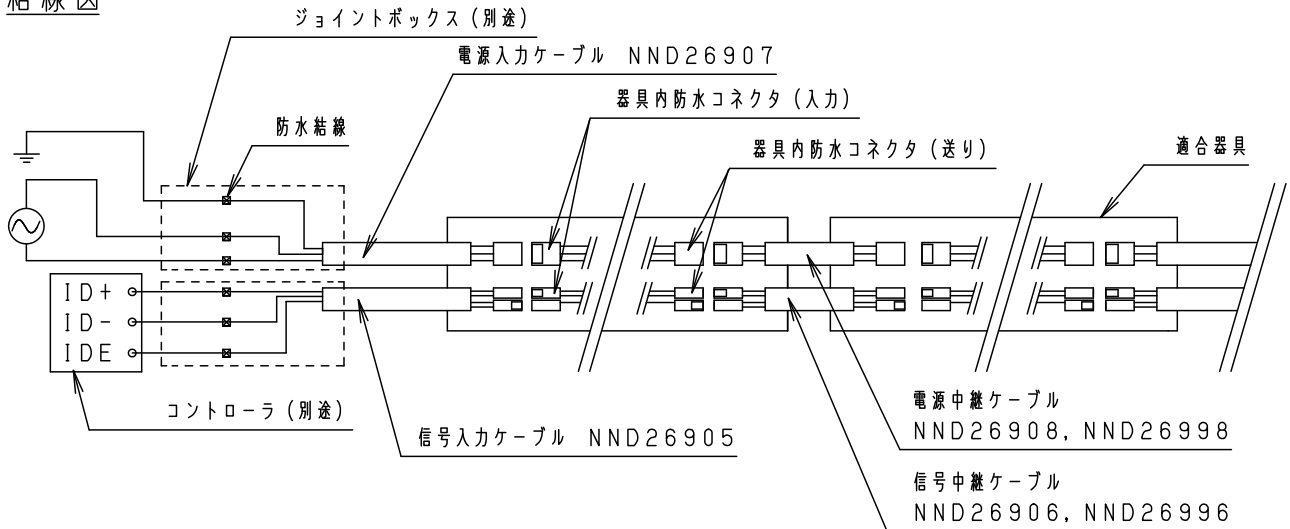 結線図
ジョイントボックス(別途)
電源入力ケーブル NND26907
器具内防水コネクタ(入力)
防水結線
器具内防水コネクタ(送り)
適合器具
ID+
ID-
IDE
コントローラ(別途)
信号入力ケーブル NND26905
電源中継ケーブル
NND26908, NND26998
信号中継ケーブル
NND26906, NND26996